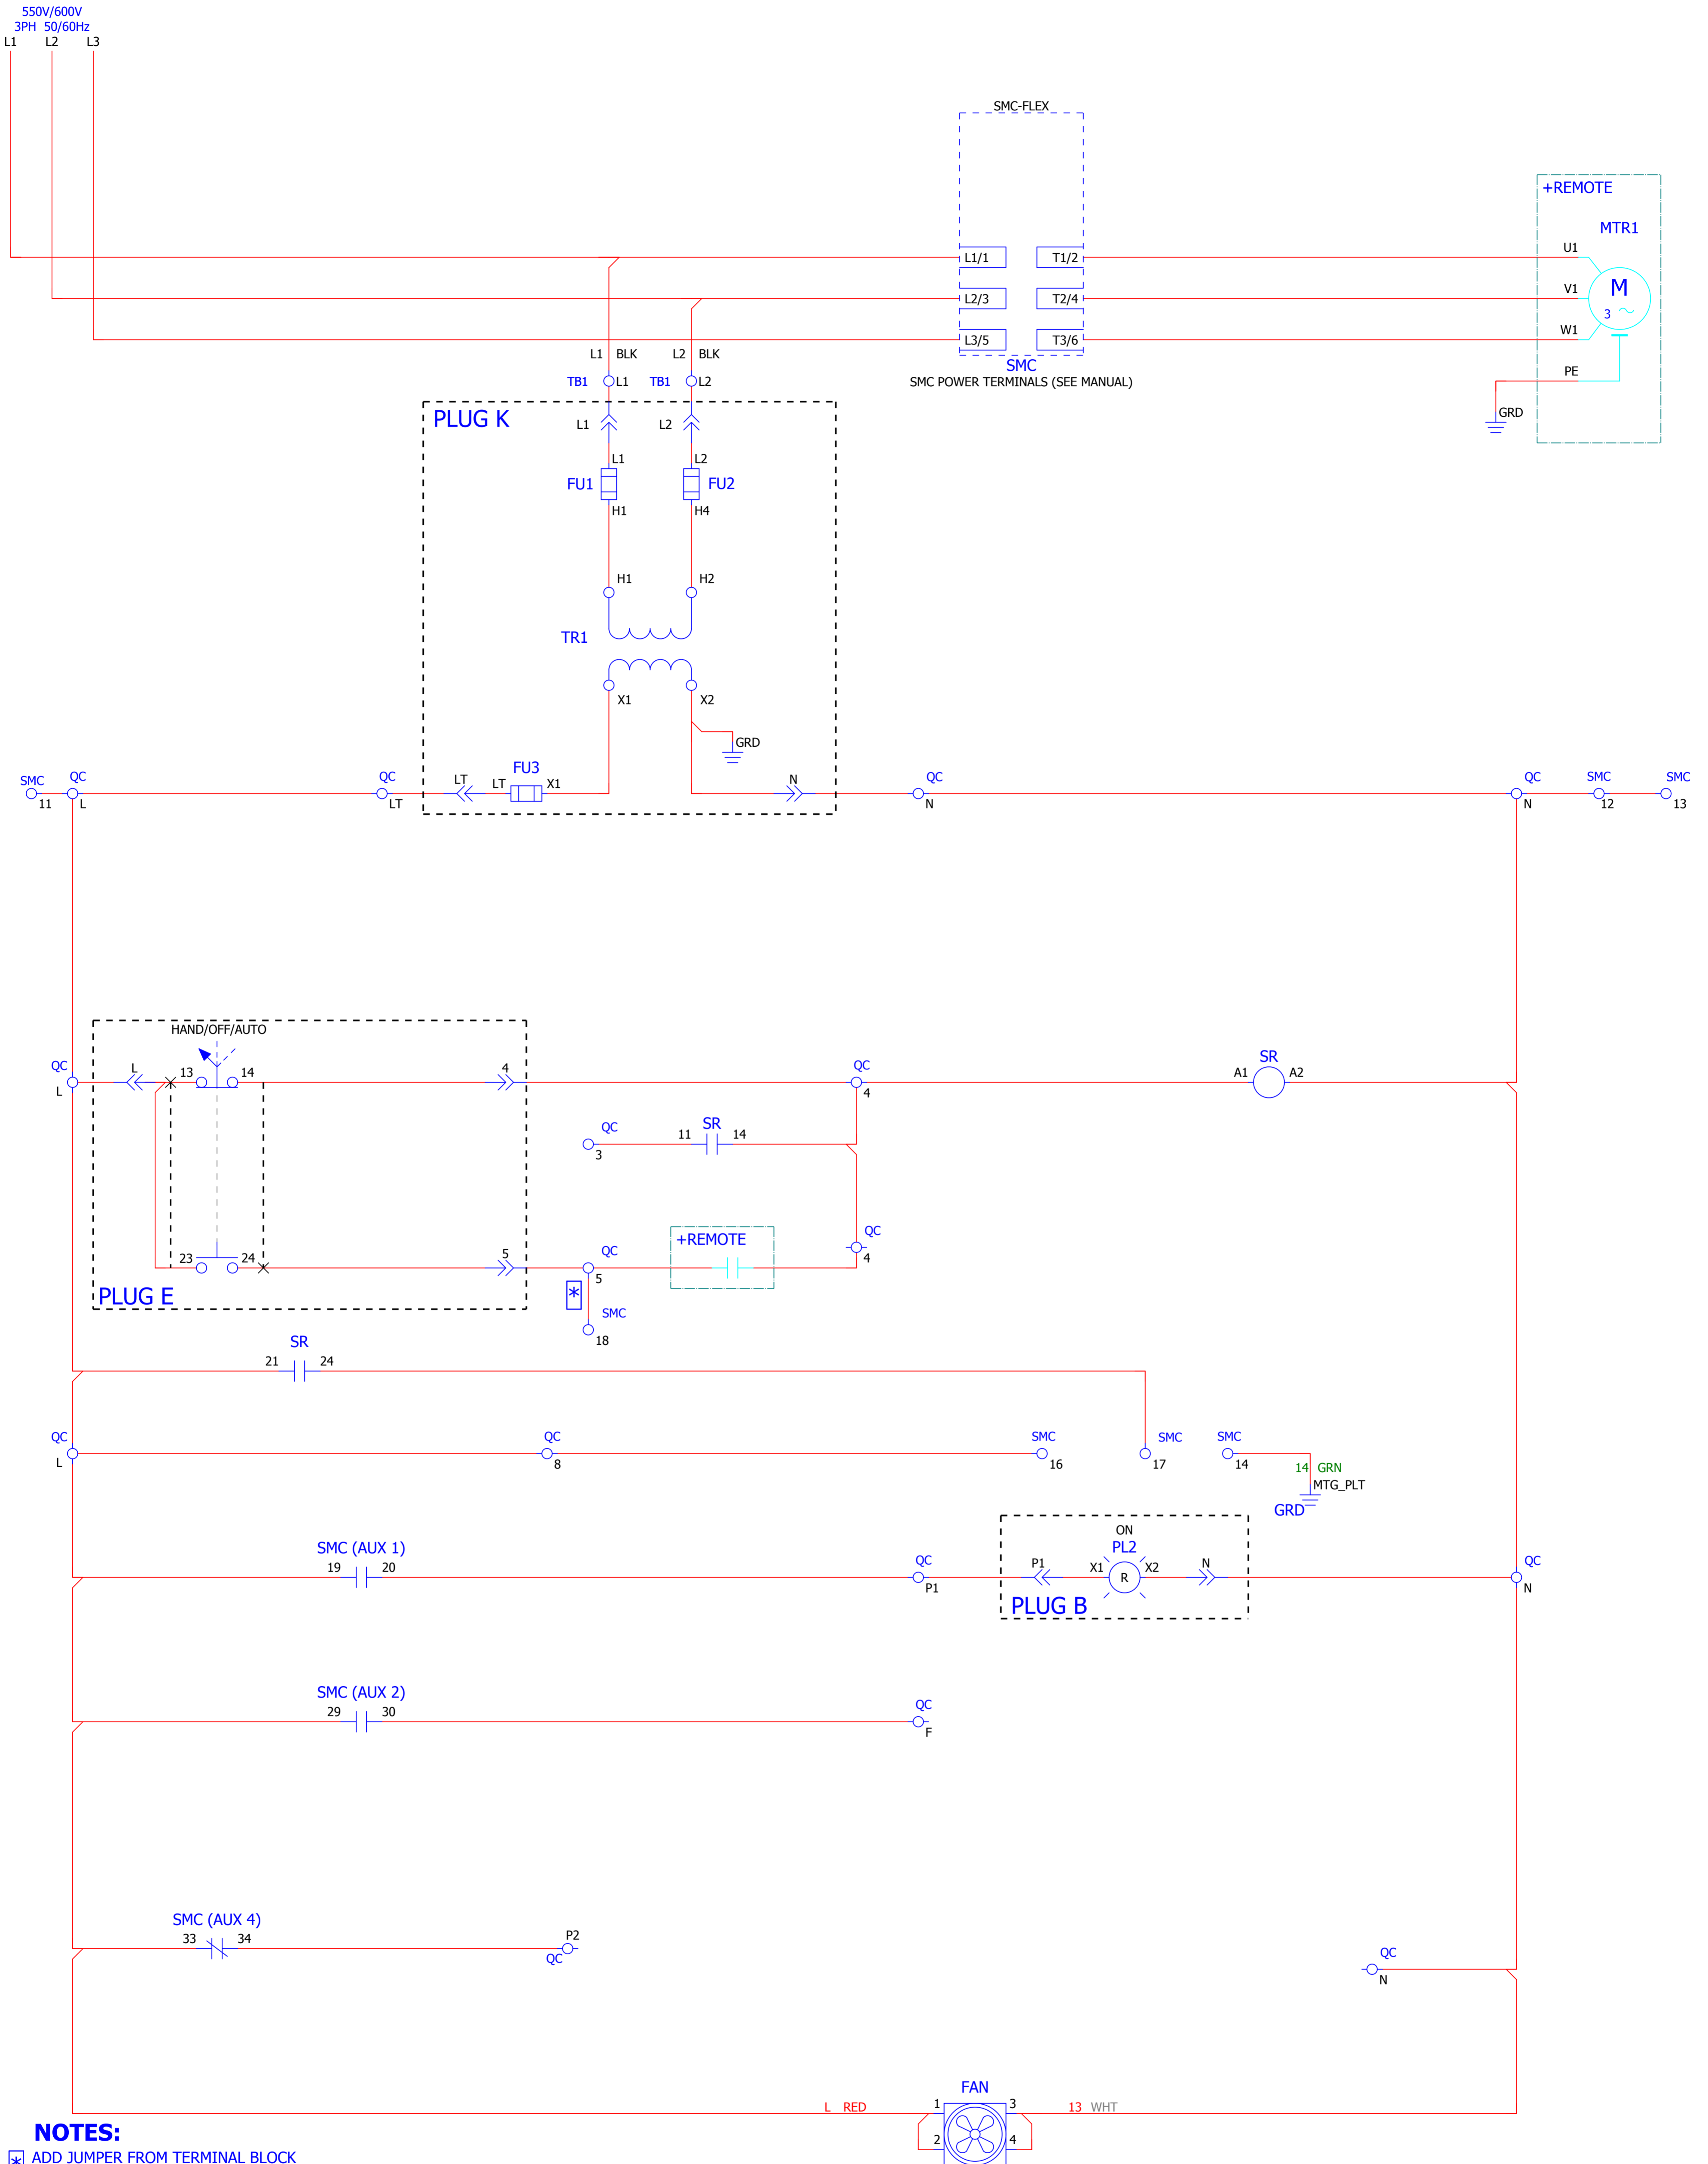 550V/600V
3PH 50/60Hz
L1 L2 L3
SMC-FLEX
+REMOTE
MTR1
U1
L1/1 T1/2
V1
M
3
L2/3 T2/4
W1
L3/5 T3/6
L1 BLK L2 BLK
SMC
PE
TB1 L1 TB1 L2
SMC POWER TERMINALS (SEE MANUAL)
GRD
PLUG K
L1 L2
L1 L2
FU1 FU2
H1 H4
H1 H2
TR1
X1 X2
GRD
FU3
SMC QC QC LT LT X1 N QC QC SMC SMC
11 L LT N N 12 13
HAND/OFF/AUTO
QC L 13 14 4 QC SR
A1 A2
L 4
QC 11 SR 14
3
QC
+REMOTE
4
23 24 5 QC
5
PLUG E
*
SMC
18
SR
21 24
QC QC SMC SMC SMC
L 8 16 17 14
14 GRN
MTG_PLT
GRD
ON
SMC (AUX 1) PL2
19 20 QC P1 X1 R X2 N QC
P1 N
PLUG B
SMC (AUX 2)
29 30 QC
F
SMC (AUX 4)
33 34 P2
QC
QC
N
FAN
L RED 1 3 13 WHT
2 4
NOTES:
* ADD JUMPER FROM TERMINAL BLOCK